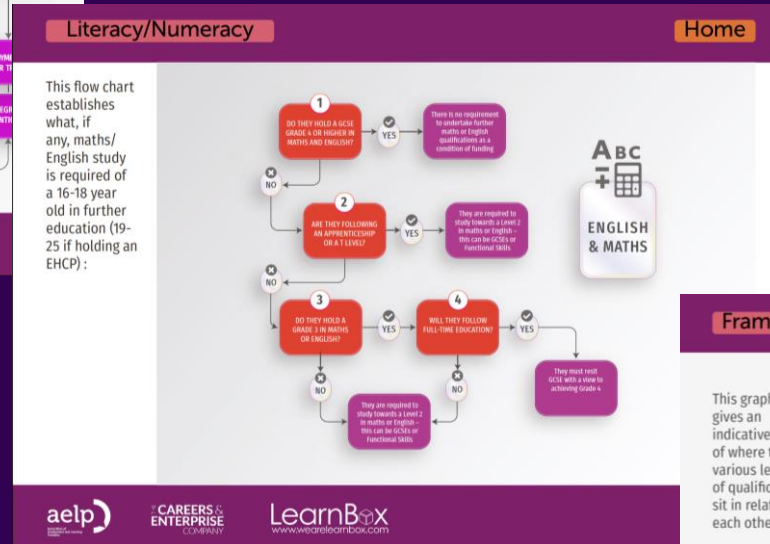 Literacy/Numeracy
Home
This flow chart
establishes
what, if
any, maths/
English study
is required of
a 16-18 year
old in further
education (19-
25 if holding an
EHCP) :
1
DO THEY HOLD A GCSE
GRADE 4 OR HIGHER IN
MATHS AND ENGLISH?
YES
There is no requirement
to undertake further
maths or English
qualifications as a
condition of funding
NO
2
ARE THEY FOLLOWING
AN APPRENTICESHIP
OR A T LEVEL?
YES
They are required to
study towards a Level 2
in maths or English –
this can be GCSEs or
Functional Skills
NO
3
DO THEY HOLD A
GRADE 3 IN MATHS
OR ENGLISH?
YES
4
WILL THEY FOLLOW
FULL-TIME EDUCATION?
YES
NO
NO
They are required to
study towards a Level 2
in maths or English –
this can be GCSEs or
Functional Skills
They must resit
GCSE with a view to
achieving Grade 4
ABC
ENGLISH
& MATHS
aelp
THE CAREERS &
ENTERPRISE
COMPANY
LearnBox
www.wearelearnbox.com
Fram
This grap
gives an
indicative
of where t
various le
of qualific
sit in relat
each othe